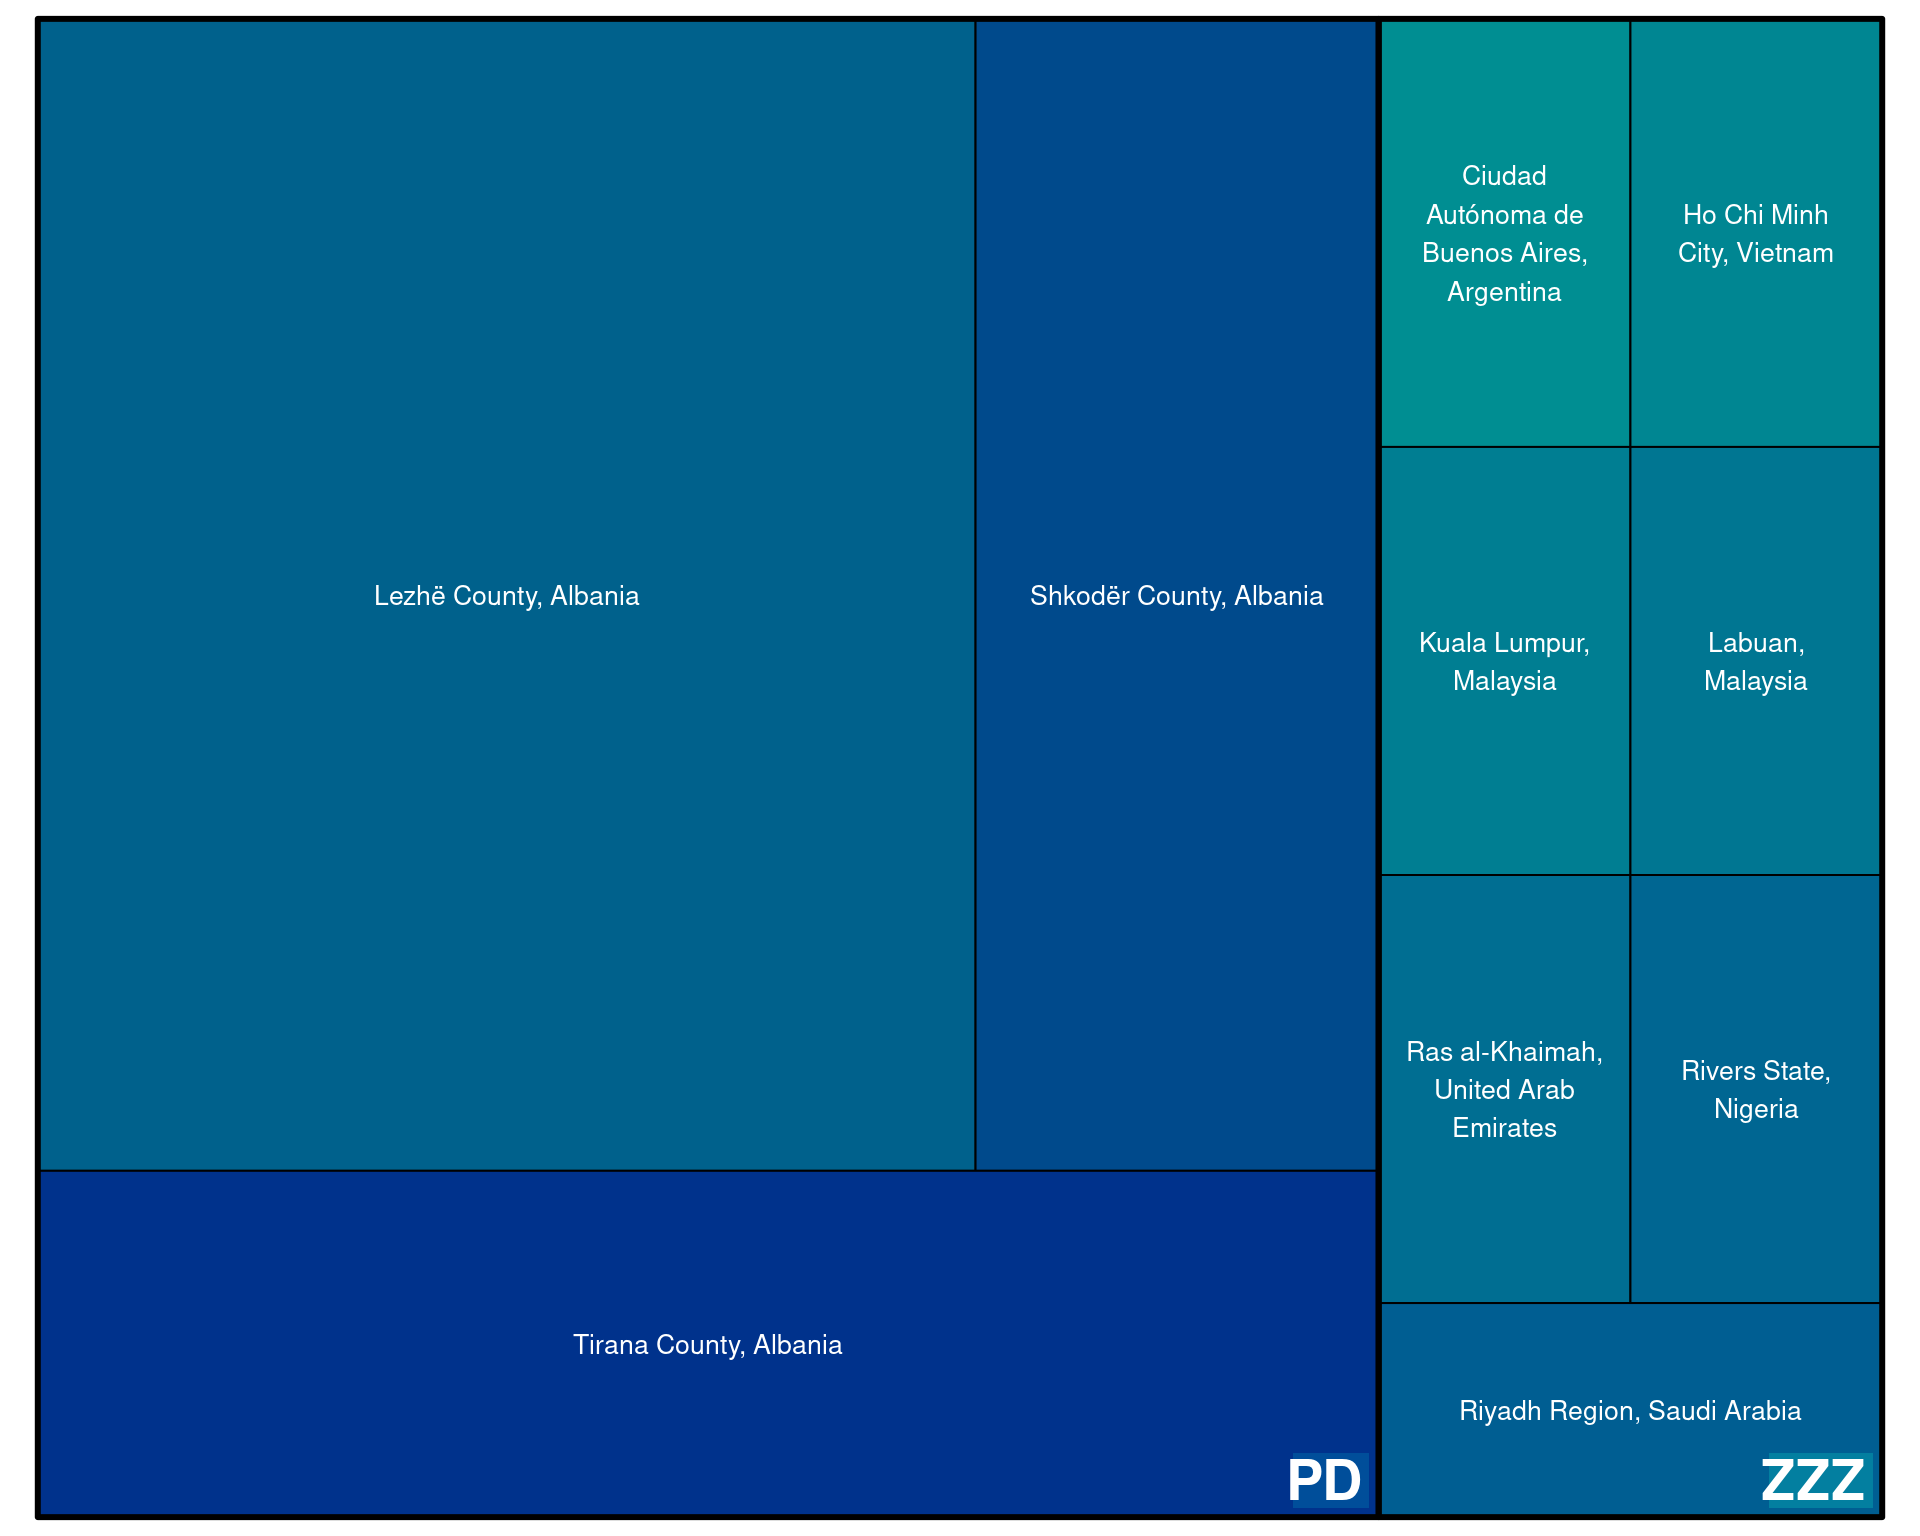 Lezhë County, Albania
Shkodër County, Albania
Tirana County, Albania
PD
Ciudad
Autónoma de
Buenos Aires,
Argentina
Ho Chi Minh
City, Vietnam
Kuala Lumpur,
Malaysia
Labuan,
Malaysia
Ras al-Khaimah,
United Arab
Emirates
Rivers State,
Nigeria
Riyadh Region, Saudi Arabia
ZZZ